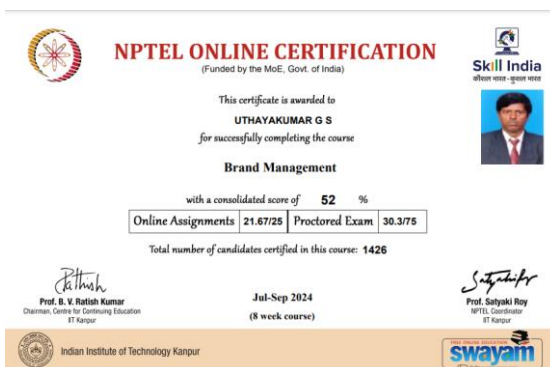 NPTEL ONLINE CERTIFICATION
(Funded by the MoE, Govt. of India)
Skill India
कौशल भारत - कुशल भारत
This certificate is awarded to
UTHAYAKUMAR G S
for successfully completing the course
Brand Management
with a consolidated score of 52 %
Online Assignments 21.67/25 Proctored Exam 30.3/75
Total number of candidates certified in this course: 1426
Prof. B. V. Ratish Kumar
Chairman, Centre for Continuing Education
IIT Kanpur
Jul-Sep 2024
(8 week course)
Prof. Satyaki Roy
NPTEL Coordinator
IIT Kanpur
Indian Institute of Technology Kanpur
FREE ONLINE EDUCATION
swayam